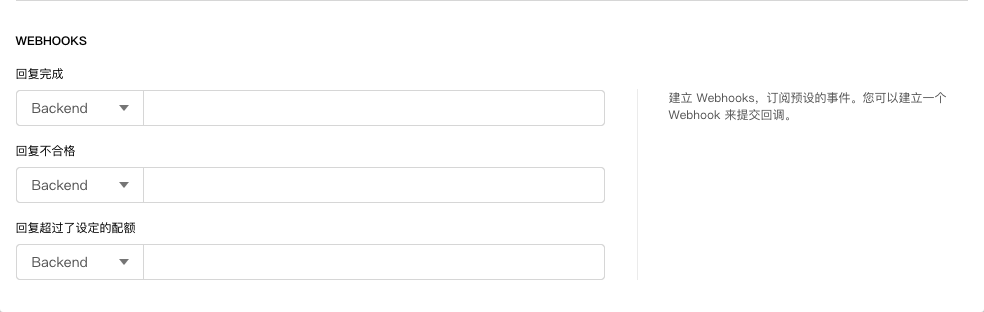 WEBHOOKS
回复完成
Backend
建立 Webhooks，订阅预设的事件。您可以建立一个
Webhook 来提交回调。
回复不合格
Backend
回复超过了设定的配额
Backend